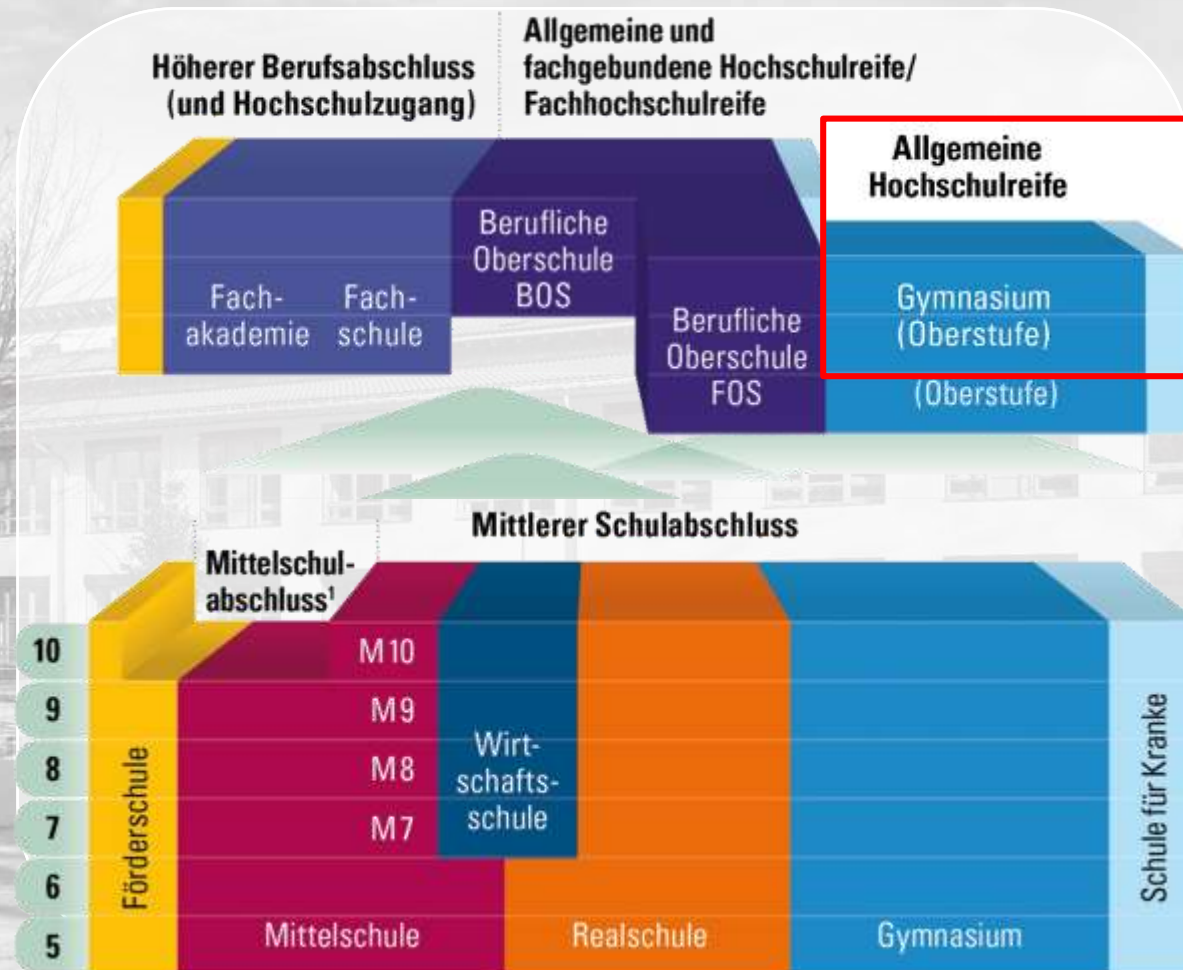 Höherer Berufsabschluss
(und Hochschulzugang)
Allgemeine und
fachgebundene Hochschulreife/
Fachhochschulreife
Allgemeine
Hochschulreife
Fach-
akademie
Fach-
schule
Berufliche
Oberschule
BOS
Berufliche
Oberschule
FOS
Gymnasium
(Oberstufe)
(Oberstufe)
Mittlerer Schulabschluss
Mittelschul-
abschluss¹
10
M10
9
M9
8
M8
7
M7
6
5
Förderschule
Mittelschule
Wirt-
schafts-
schule
Realschule
Gymnasium
Schule für Kranke